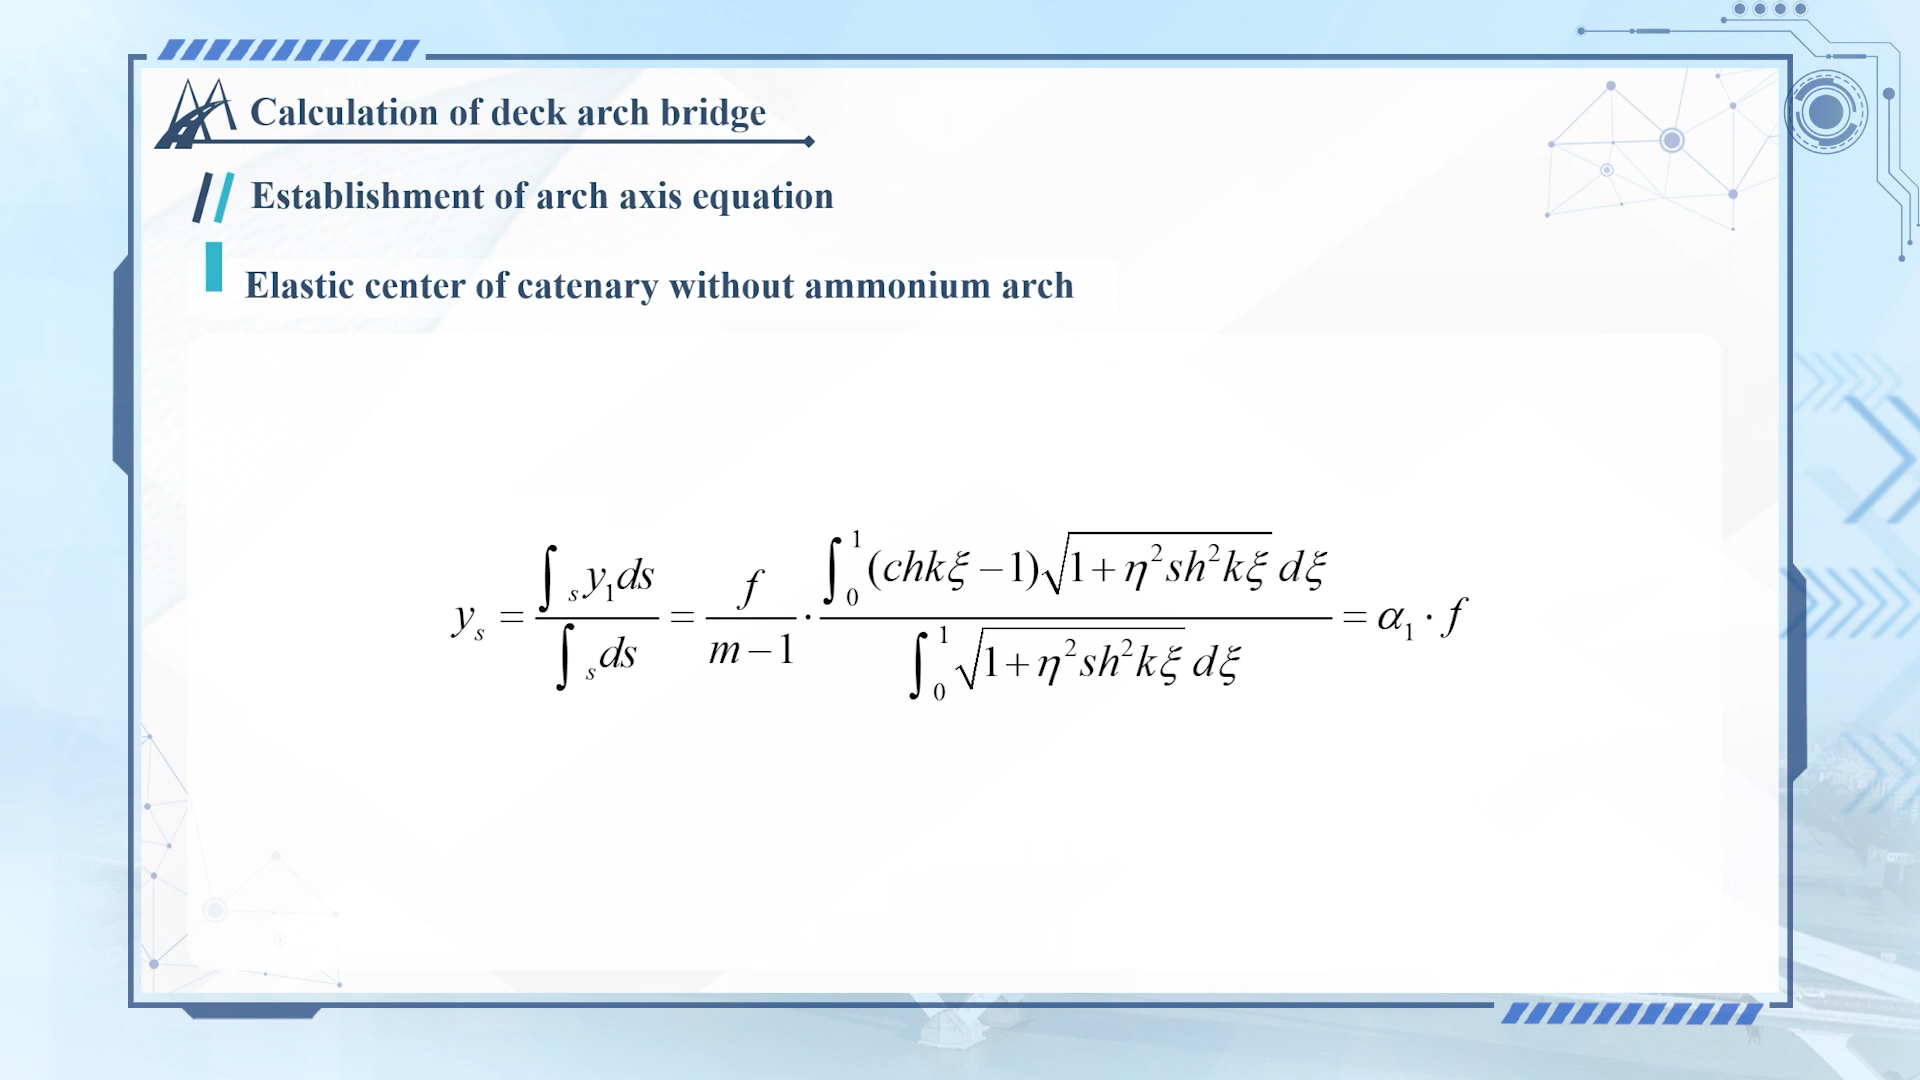 Calculation of deck arch bridge
Establishment of arch axis equation
Elastic center of catenary without ammonium arch
y_s = ∫_s y_1 ds / ∫_s ds = f / (m − 1) · ∫_0^1 (chkξ − 1)√(1 + η²sh²kξ) dξ / ∫_0^1 √(1 + η²sh²kξ) dξ = α_1 · f